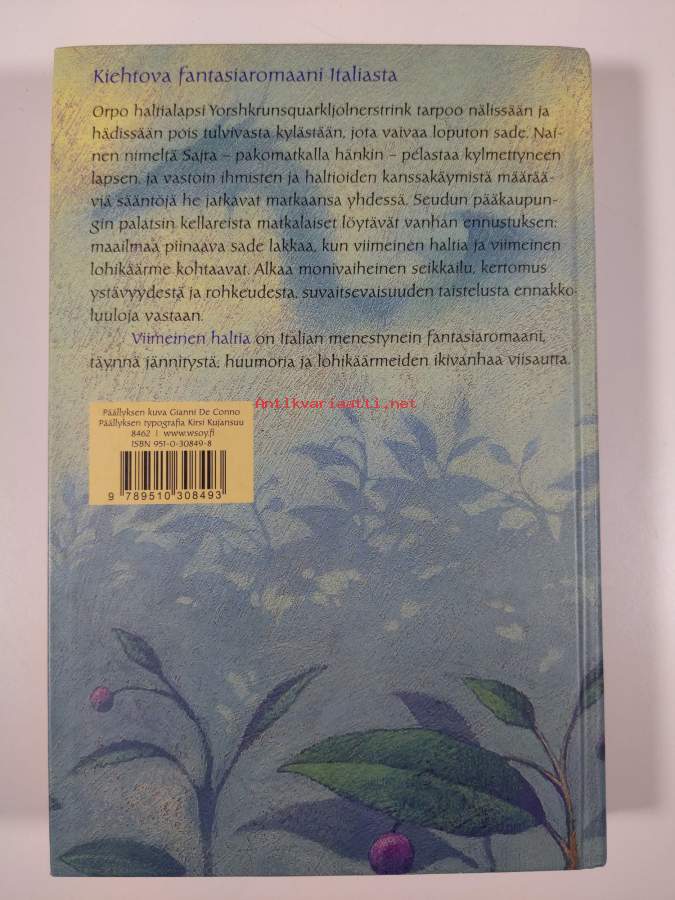 Kiehtova fantasiaromaani Italiasta
Orpo haltialapsi Yorshkrunsquarkljolnerstrink tarpoo nälissään ja
hädissään pois tulvivasta kylästään, jota vaivaa loputon sade. Nai-
nen nimeltä Sajra – pakomatkalla hänkin – pelastaa kylmettyneen
lapsen, ja vastoin ihmisten ja haltioiden kanssakäymistä määrää-
viä sääntöjä he jatkavat matkaansa yhdessä. Seudun pääkaupun-
gin palatsin kellareista matkalaiset löytävät vanhan ennustuksen:
maailmaa piinaava sade lakkaa, kun viimeinen haltia ja viimeinen
lohikäärme kohtaavat. Alkaa monivaiheinen seikkailu, kertomus
ystävyydestä ja rohkeudesta, suvaitsevaisuuden taistelusta ennakko-
luuloja vastaan.
Viimeinen haltia on Italian menestynein fantasiaromaani,
täynnä jännitystä, huumoria ja lohikäärmeiden ikivanhaa viisautta.
Antikvariaatti.net
Päällyksen kuva Gianni De Conno
Päällyksen typografia Kirsi Kujansuu
8462 | www.wsoy.fi
ISBN 951-0-30849-8
9 789510 308493